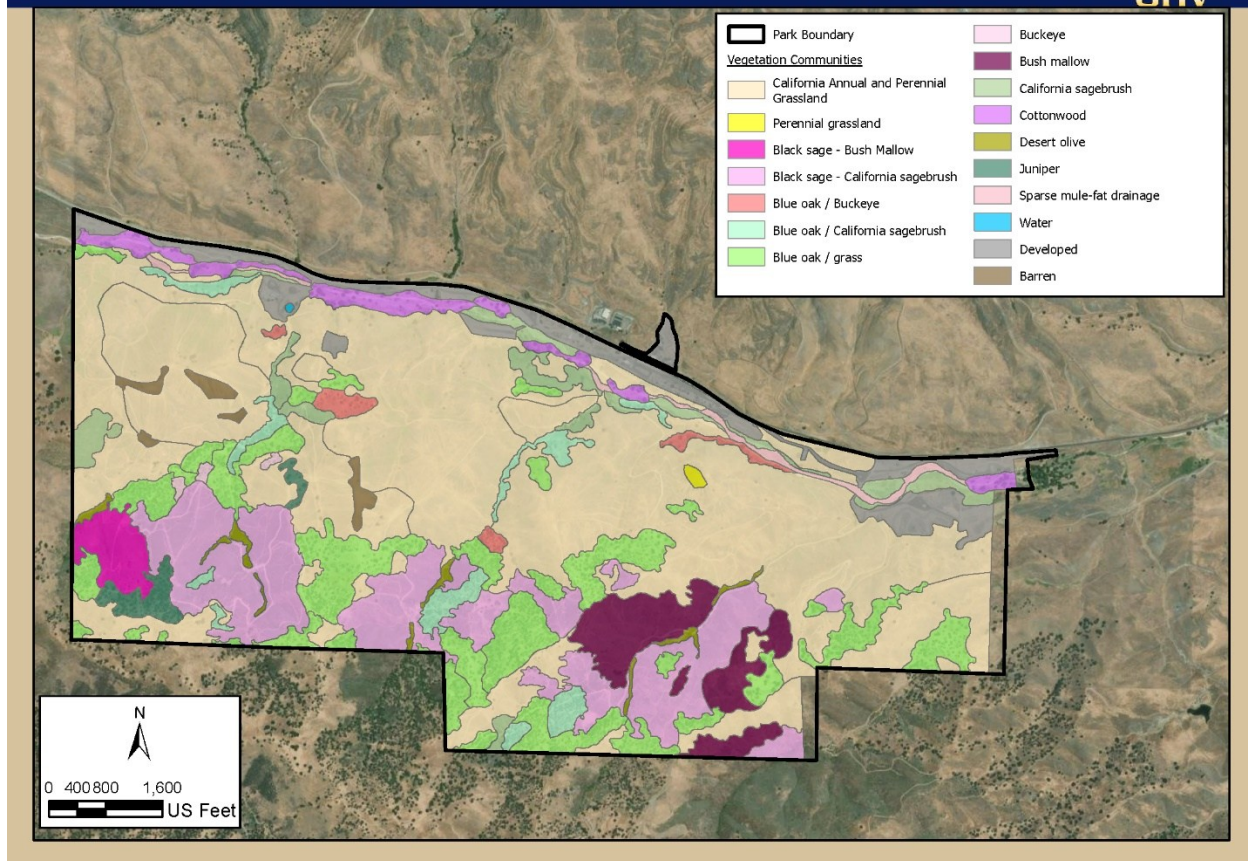 Park Boundary
Vegetation Communities
California Annual and Perennial
Grassland
Perennial grassland
Black sage - Bush Mallow
Black sage - California sagebrush
Blue oak / Buckeye
Blue oak / California sagebrush
Blue oak / grass
Buckeye
Bush mallow
California sagebrush
Cottonwood
Desert olive
Juniper
Sparse mule-fat drainage
Water
Developed
Barren
N
0 400 800 1,600
US Feet